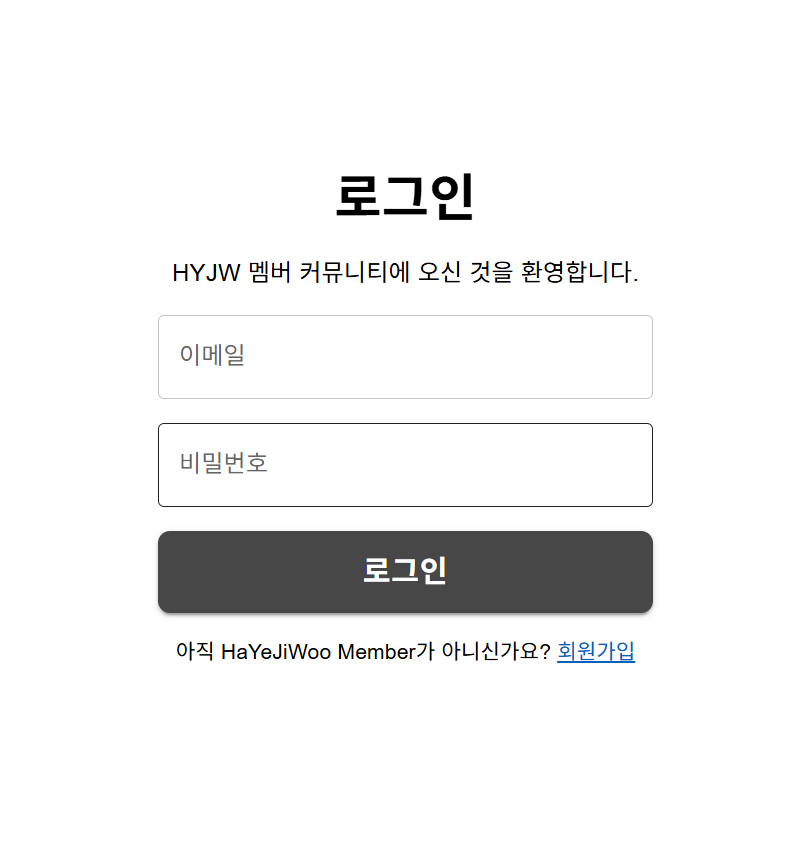 로그인
HYJW 멤버 커뮤니티에 오신 것을 환영합니다.
이메일
비밀번호
로그인
아직 HaYeJiWoo Member가 아니신가요? 회원가입